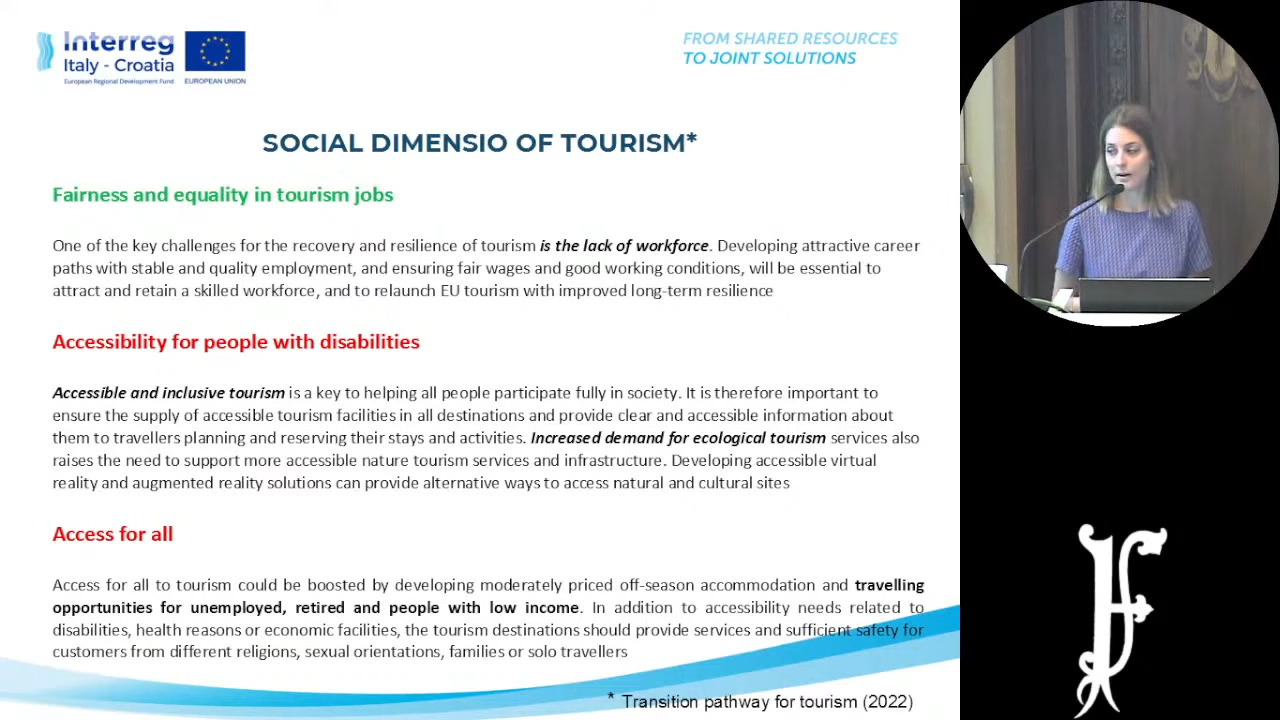 Interreg
Italy - Croatia
European Regional Development Fund
EUROPEAN UNION
FROM SHARED RESOURCES
TO JOINT SOLUTIONS
SOCIAL DIMENSIO OF TOURISM*
Fairness and equality in tourism jobs
One of the key challenges for the recovery and resilience of tourism is the lack of workforce. Developing attractive career
paths with stable and quality employment, and ensuring fair wages and good working conditions, will be essential to
attract and retain a skilled workforce, and to relaunch EU tourism with improved long-term resilience
Accessibility for people with disabilities
Accessible and inclusive tourism is a key to helping all people participate fully in society. It is therefore important to
ensure the supply of accessible tourism facilities in all destinations and provide clear and accessible information about
them to travellers planning and reserving their stays and activities. Increased demand for ecological tourism services also
raises the need to support more accessible nature tourism services and infrastructure. Developing accessible virtual
reality and augmented reality solutions can provide alternative ways to access natural and cultural sites
Access for all
Access for all to tourism could be boosted by developing moderately priced off-season accommodation and travelling
opportunities for unemployed, retired and people with low income. In addition to accessibility needs related to
disabilities, health reasons or economic facilities, the tourism destinations should provide services and sufficient safety for
customers from different religions, sexual orientations, families or solo travellers
* Transition pathway for tourism (2022)